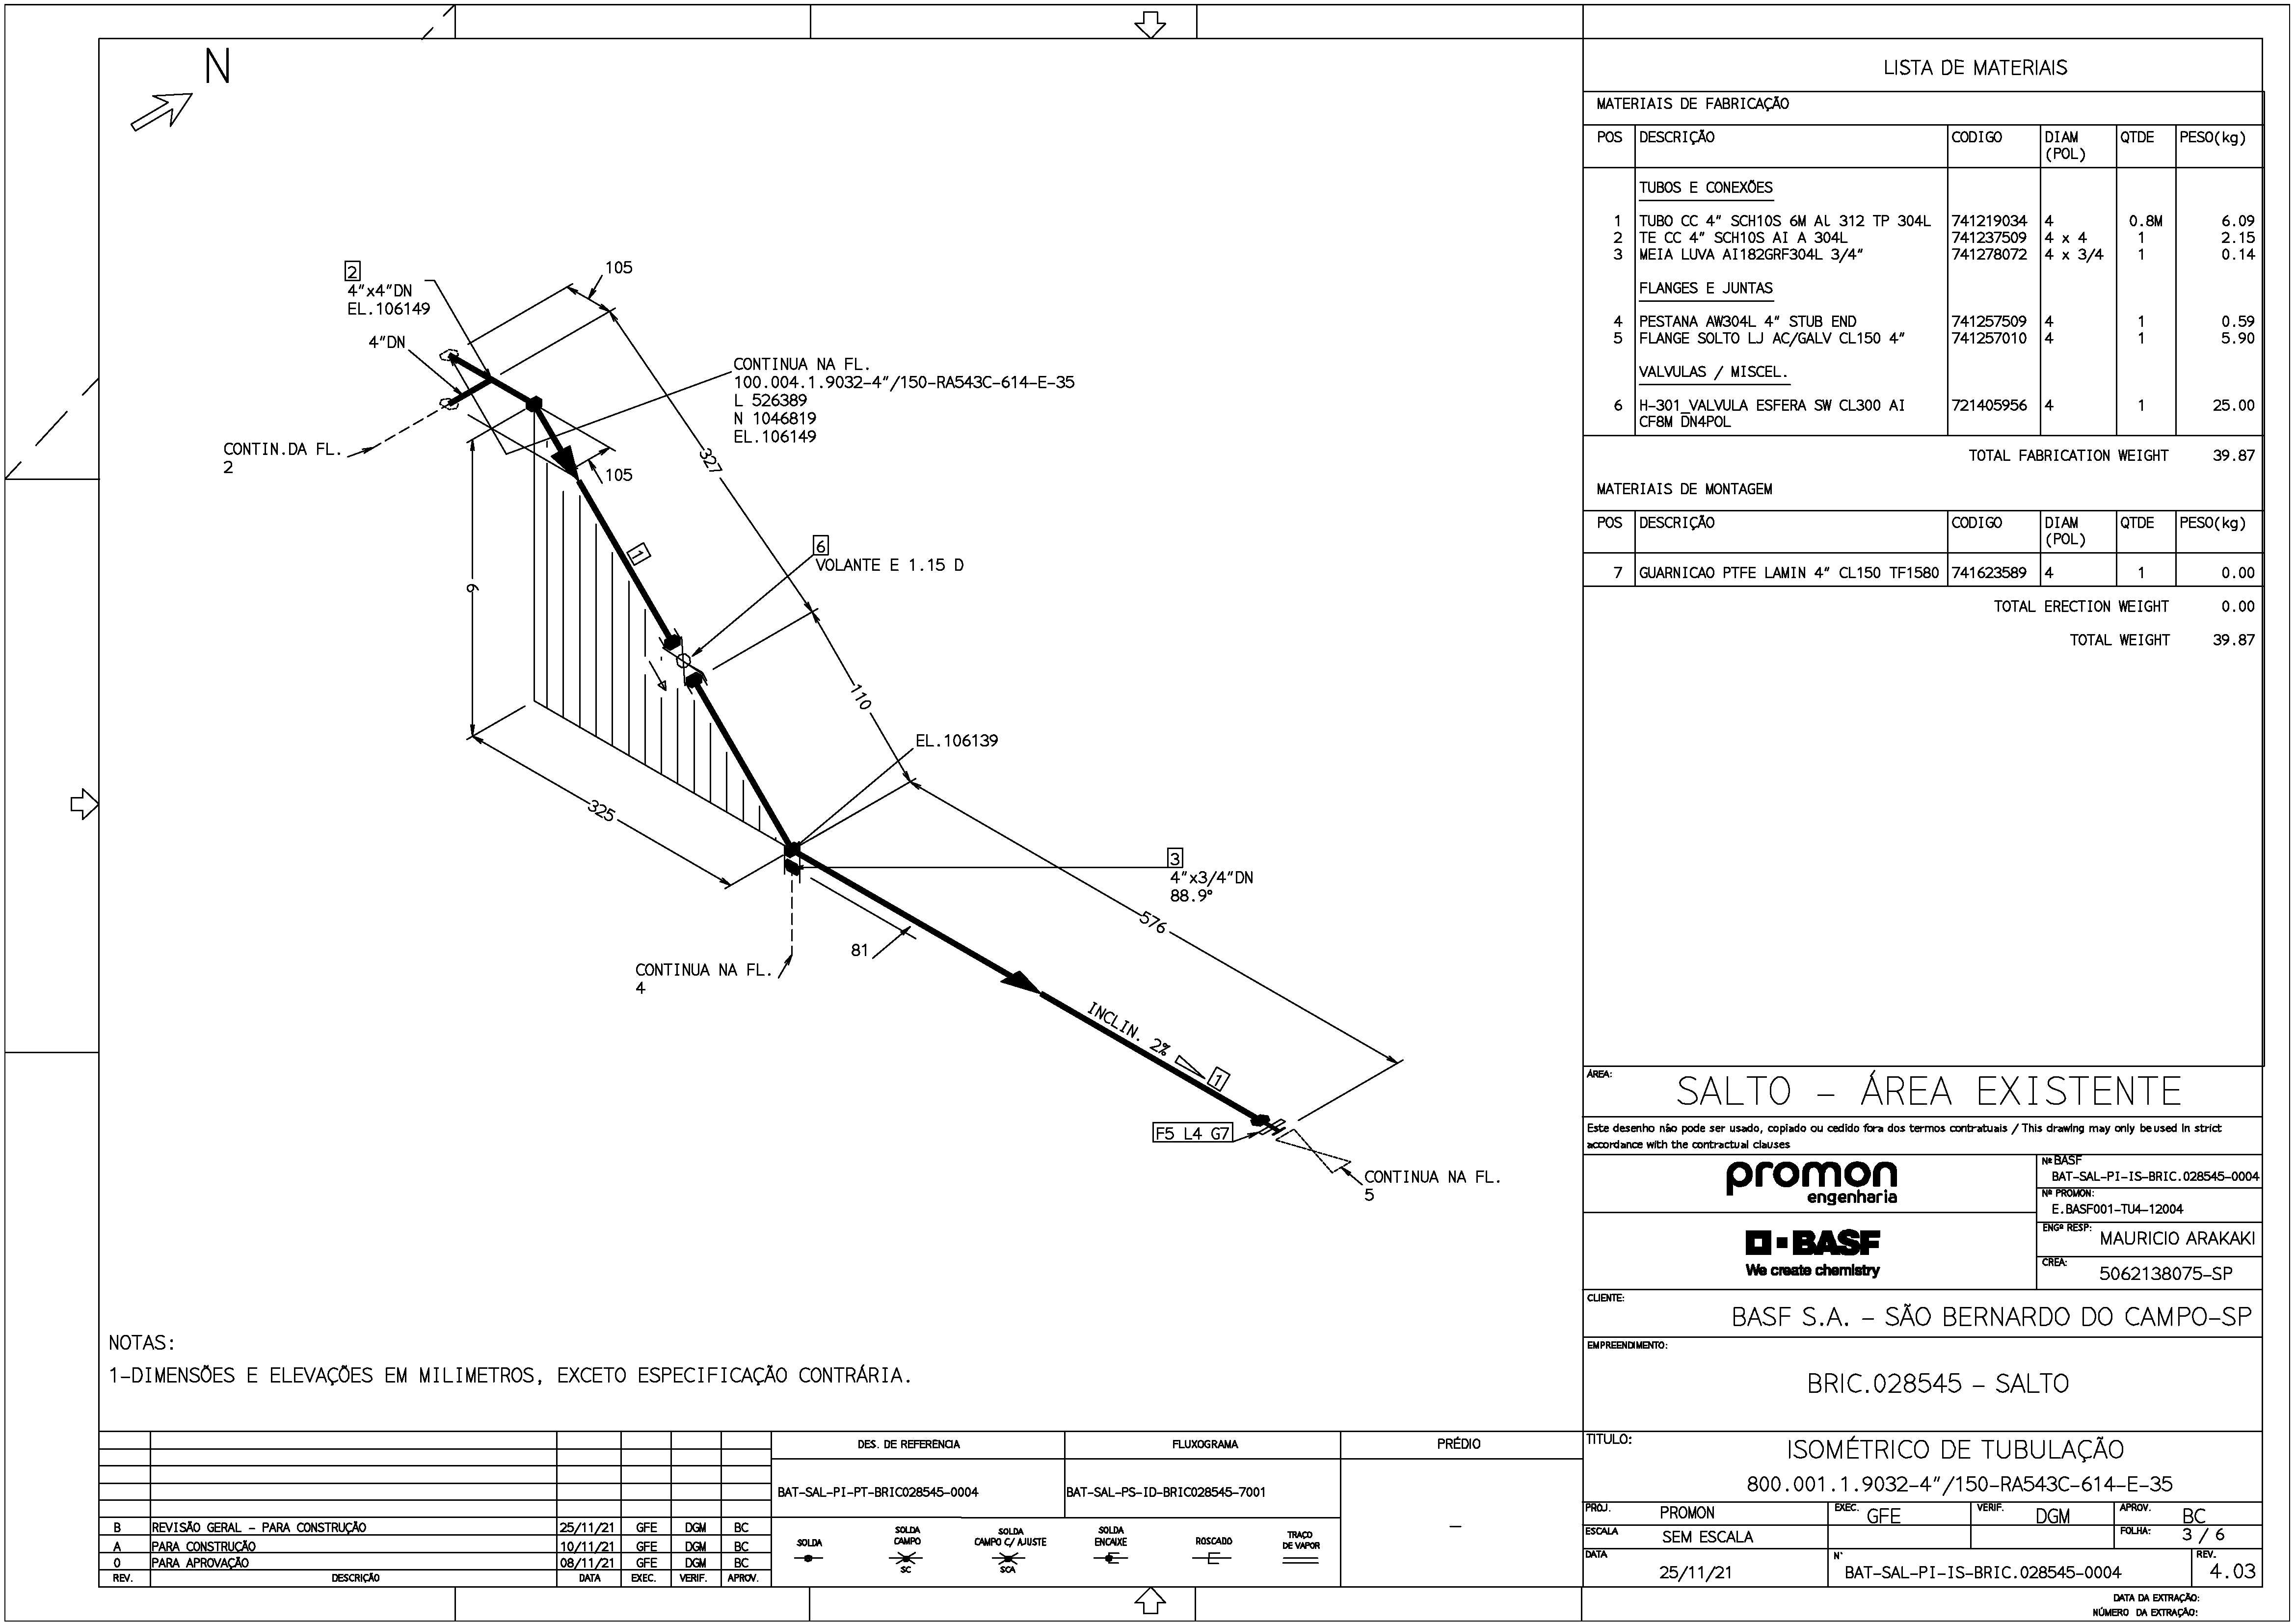 N
2
4"x4"DN
EL.106149
4"DN
CONTIN.DA FL.
2
105
CONTINUA NA FL.
100.004.1.9032-4"/150-RA543C-614-E-35
L 526389
N 1046819
EL.106149
327
105
1
6
VOLANTE E 1.15 D
9
110
EL.106139
325
3
4"x3/4"DN
88.9°
576
81
CONTINUA NA FL.
4
INCLIN. 2%
1
F5 L4 G7
CONTINUA NA FL.
5
NOTAS:
1-DIMENSÕES E ELEVAÇÕES EM MILIMETROS, EXCETO ESPECIFICAÇÃO CONTRÁRIA.
LISTA DE MATERIAIS
MATERIAIS DE FABRICAÇÃO
POS DESCRIÇÃO CODIGO DIAM (POL) QTDE PESO(kg)
TUBOS E CONEXÕES
1 TUBO CC 4" SCH10S 6M AL 312 TP 304L 741219034 4 0.8M 6.09
2 TE CC 4" SCH10S AI A 304L 741237509 4 x 4 1 2.15
3 MEIA LUVA AI182GRF304L 3/4" 741278072 4 x 3/4 1 0.14
FLANGES E JUNTAS
4 PESTANA AW304L 4" STUB END 741257509 4 1 0.59
5 FLANGE SOLTO LJ AC/GALV CL150 4" 741257010 4 1 5.90
VALVULAS / MISCEL.
6 H-301_VALVULA ESFERA SW CL300 AI 721405956 4 1 25.00
CF8M DN4POL
TOTAL FABRICATION WEIGHT 39.87
MATERIAIS DE MONTAGEM
POS DESCRIÇÃO CODIGO DIAM (POL) QTDE PESO(kg)
7 GUARNICAO PTFE LAMIN 4" CL150 TF1580 741623589 4 1 0.00
TOTAL ERECTION WEIGHT 0.00
TOTAL WEIGHT 39.87
ÁREA:
SALTO - ÁREA EXISTENTE
Este desenho não pode ser usado, copiado ou cedido fora dos termos contratuais / This drawing may only be used in strict
accordance with the contractual clauses
promon
engenharia
Nº BASF
BAT-SAL-PI-IS-BRIC.028545-0004
Nº PROMON:
E.BASF001-TU4-12004
BASF
We create chemistry
ENGº RESP:
MAURICIO ARAKAKI
CREA:
5062138075-SP
CLIENTE:
BASF S.A. - SÃO BERNARDO DO CAMPO-SP
EMPREENDIMENTO:
BRIC.028545 - SALTO
TITULO:
ISOMÉTRICO DE TUBULAÇÃO
800.001.1.9032-4"/150-RA543C-614-E-35
PROJ. PROMON EXEC. GFE VERIF. DGM APROV. BC
ESCALA SEM ESCALA FOLHA: 3 / 6
DATA 25/11/21 N° BAT-SAL-PI-IS-BRIC.028545-0004 REV. 4.03
DATA DA EXTRAÇÃO:
NÚMERO DA EXTRAÇÃO:
B REVISÃO GERAL - PARA CONSTRUÇÃO 25/11/21 GFE DGM BC
A PARA CONSTRUÇÃO 10/11/21 GFE DGM BC
0 PARA APROVAÇÃO 08/11/21 GFE DGM BC
REV. DESCRIÇÃO DATA EXEC. VERIF. APROV.
DES. DE REFERÊNCIA FLUXOGRAMA PRÉDIO
BAT-SAL-PI-PT-BRIC028545-0004 BAT-SAL-PS-ID-BRIC028545-7001
-
SOLDA
SOLDA CAMPO
SC
SOLDA CAMPO C/ AJUSTE
SCA
SOLDA ENCAIXE
ROSCADO
TRAÇO DE VAPOR